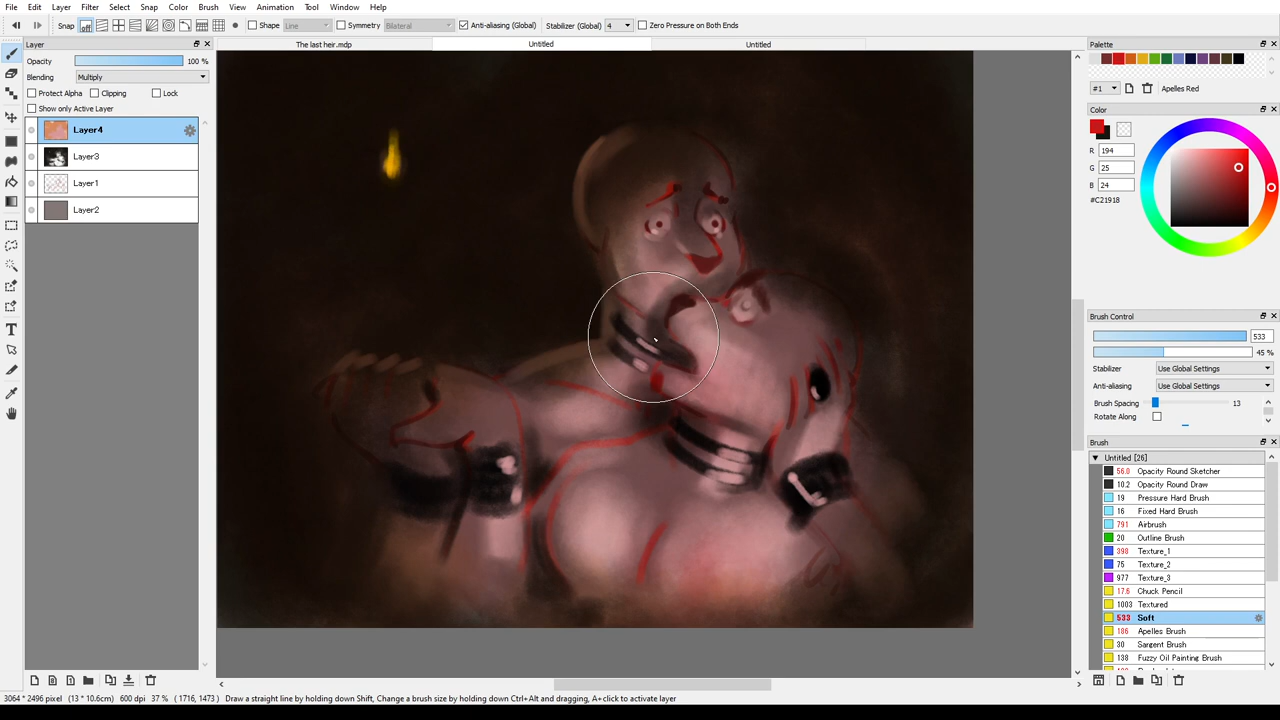 File Edit Layer Filter Select Snap Color Brush Animation Tool Window Help
Snap off Shape Line Symmetry Bilateral Anti-aliasing (Global) Stabilizer (Global) 4 Zero Pressure on Both Ends
Layer
The last heir.mdp Untitled Untitled
Opacity 100 %
Blending Multiply
Protect Alpha Clipping Lock
Show only Active Layer
Layer4
Layer3
Layer1
Layer2
Palette
#1 Apelles Red
Color
R 194
G 25
B 24
#C21918
Brush Control
533
45 %
Stabilizer Use Global Settings
Anti-aliasing Use Global Settings
Brush Spacing 13
Rotate Along
Brush
Untitled [26]
56.0 Opacity Round Sketcher
10.2 Opacity Round Draw
19 Pressure Hard Brush
16 Fixed Hard Brush
791 Airbrush
20 Outline Brush
398 Texture_1
75 Texture_2
977 Texture_3
17.6 Chuck Pencil
1003 Textured
533 Soft
186 Apelles Brush
30 Sargent Brush
138 Fuzzy Oil Painting Brush
3064 * 2496 pixel (13 * 10.6cm) 600 dpi 37 % ( 1716, 1473 ) Draw a straight line by holding down Shift, Change a brush size by holding down Ctrl+Alt and dragging, A+click to activate layer